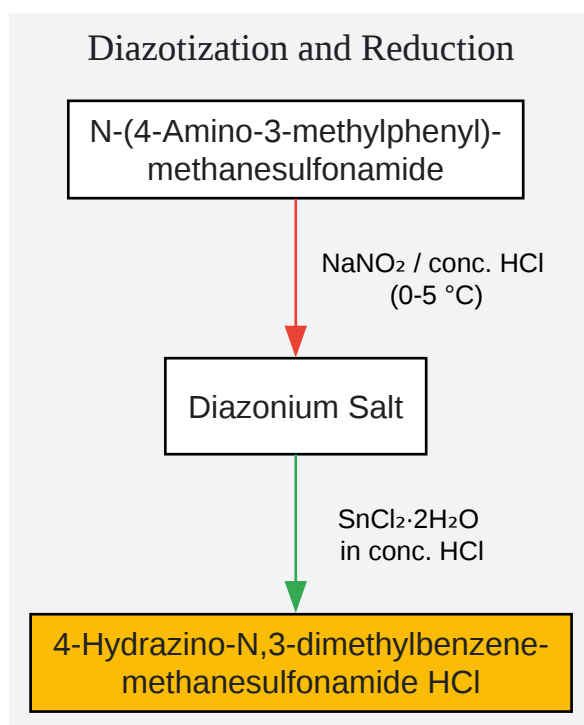 Diazotization and Reduction
N-(4-Amino-3-methylphenyl)-
methanesulfonamide
NaNO₂ / conc. HCl
(0-5 °C)
Diazonium Salt
SnCl₂·2H₂O
in conc. HCl
4-Hydrazino-N,3-dimethylbenzene-
methanesulfonamide HCl